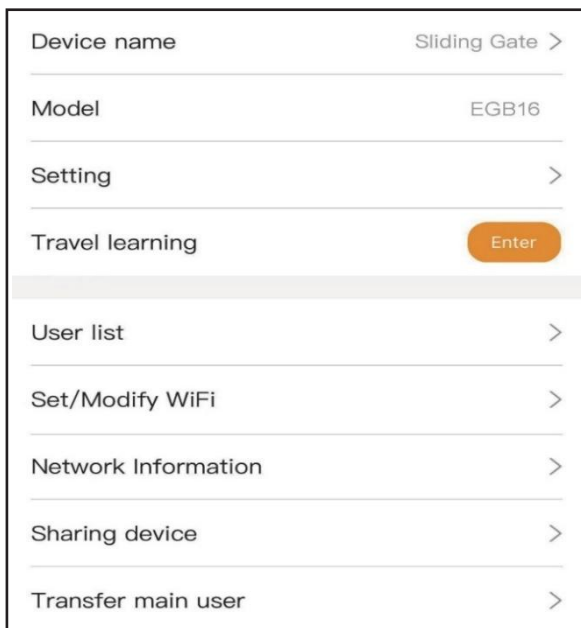 Device name Sliding Gate >
Model EGB16
Setting >
Travel learning Enter
User list >
Set/Modify WiFi >
Network Information >
Sharing device >
Transfer main user >